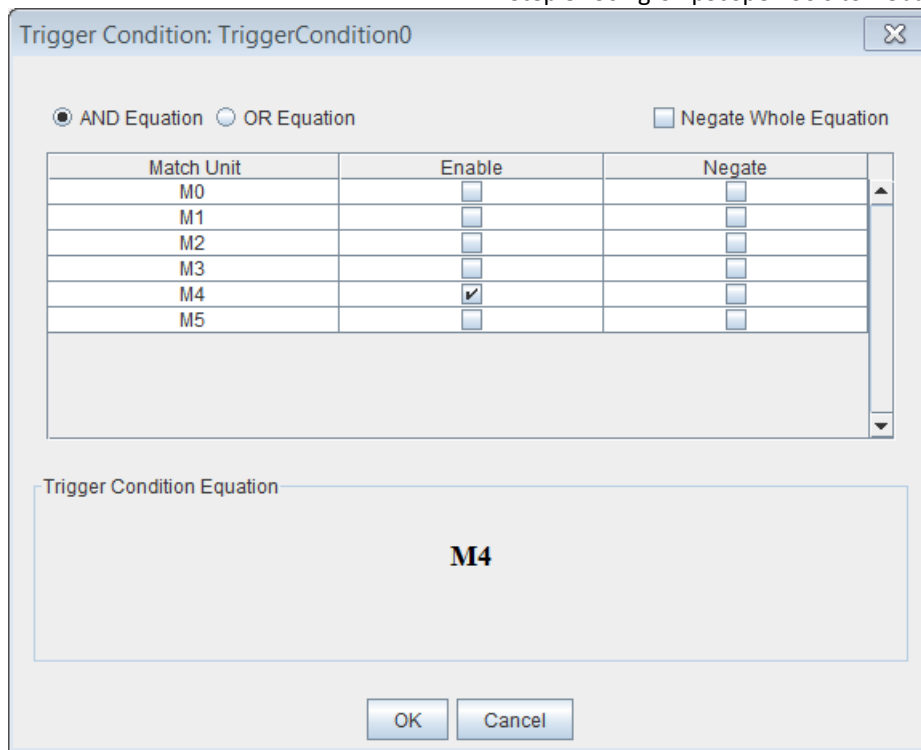 Trigger Condition: TriggerCondition0
AND Equation OR Equation Negate Whole Equation
Match Unit Enable Negate
M0
M1
M2
M3
M4
M5
Trigger Condition Equation
M4
OK Cancel